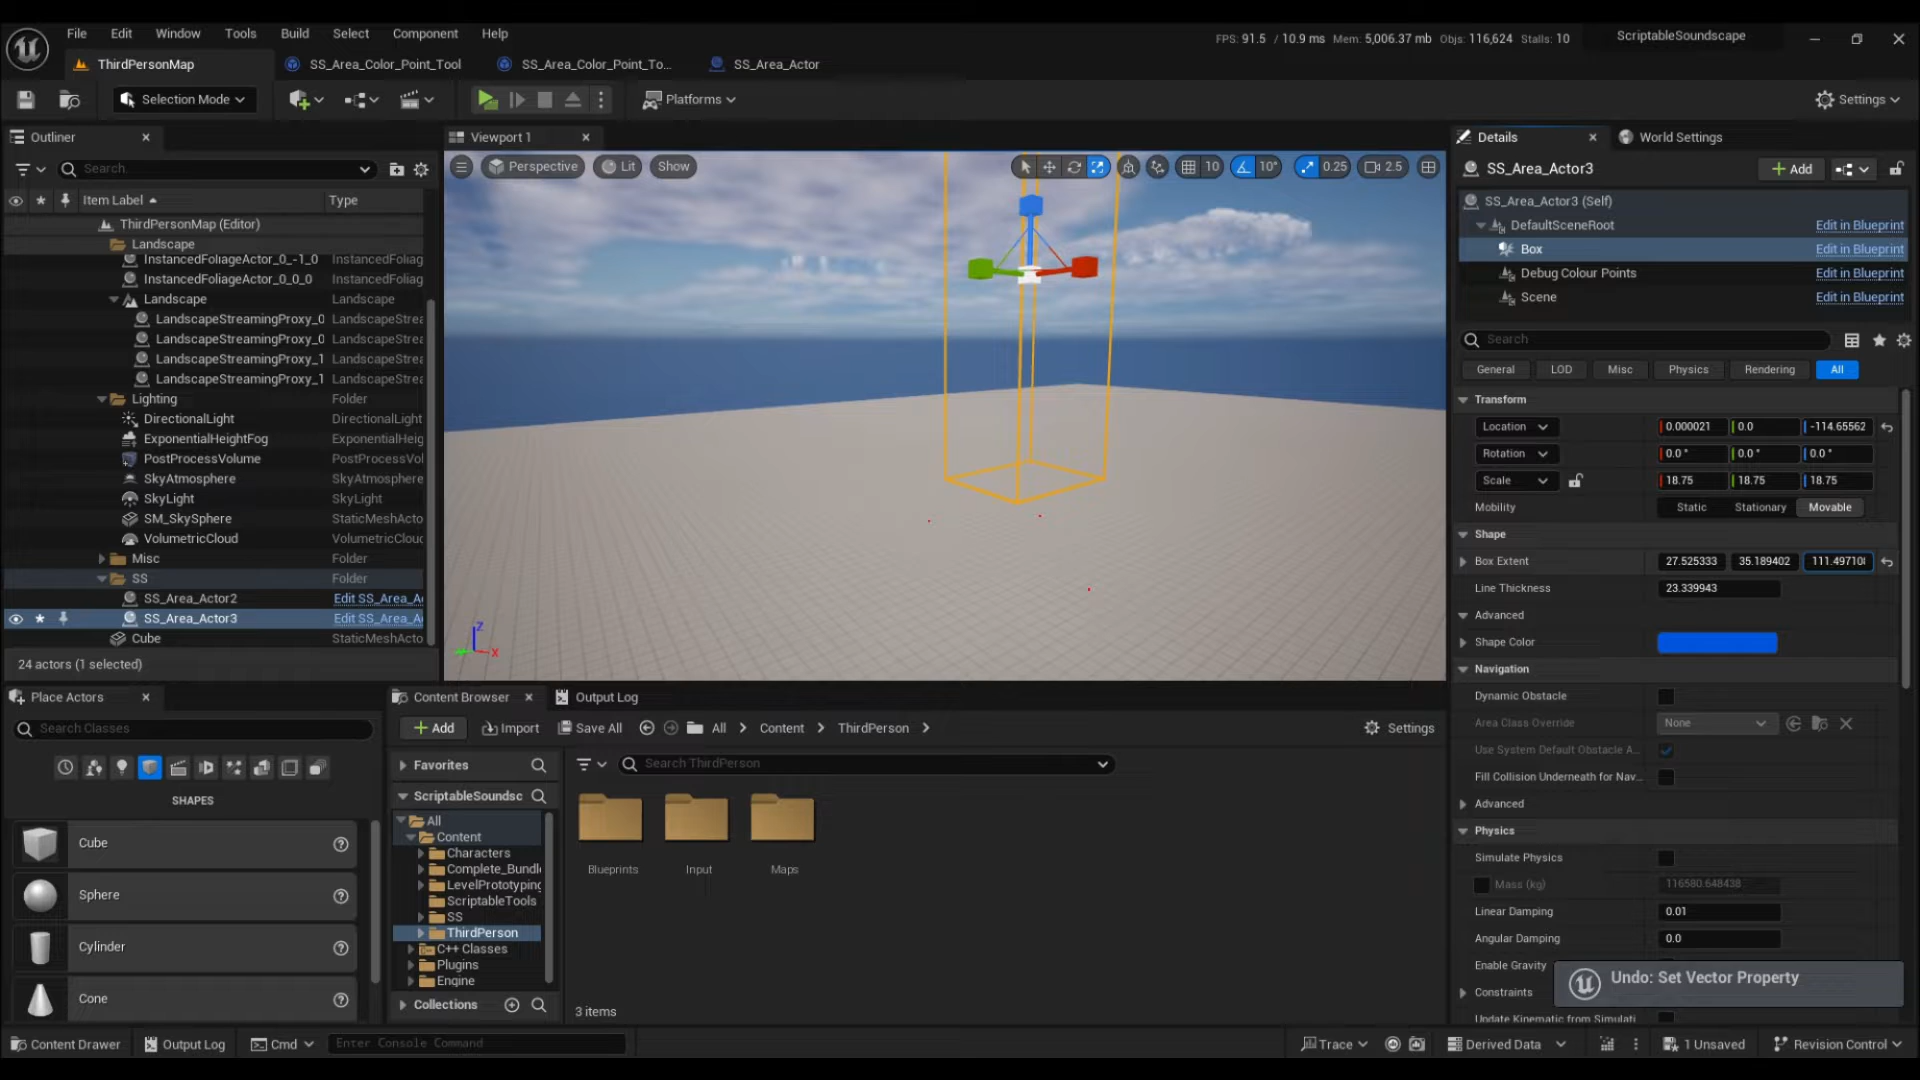 File Edit Window Tools Build Select Component Help
FPS: 91.5 / 10.9 ms Mem: 5,006.37 mb Objs: 116,624 Stalls: 10
ScriptableSoundscape
ThirdPersonMap
SS_Area_Color_Point_Tool
SS_Area_Color_Point_To...
SS_Area_Actor
Selection Mode
Platforms
Settings
Outliner
Search...
Item Label Type
ThirdPersonMap (Editor)
Landscape
InstancedFoliageActor_0_-1_0 InstancedFoliag
InstancedFoliageActor_0_0_0 InstancedFoliag
Landscape Landscape
LandscapeStreamingProxy_0 LandscapeStrea
LandscapeStreamingProxy_0 LandscapeStrea
LandscapeStreamingProxy_1 LandscapeStrea
LandscapeStreamingProxy_1 LandscapeStrea
Lighting Folder
DirectionalLight DirectionalLight
ExponentialHeightFog ExponentialHeig
PostProcessVolume PostProcessVol
SkyAtmosphere SkyAtmosphere
SkyLight SkyLight
SM_SkySphere StaticMeshActo
VolumetricCloud VolumetricCloud
Misc Folder
SS Folder
SS_Area_Actor2 Edit SS_Area_A
SS_Area_Actor3 Edit SS_Area_A
Cube StaticMeshActo
24 actors (1 selected)
Viewport 1
Perspective Lit Show
10 10° 0.25 2.5
Z
X
Details
World Settings
SS_Area_Actor3
Add
SS_Area_Actor3 (Self)
DefaultSceneRoot Edit in Blueprint
Box Edit in Blueprint
Debug Colour Points Edit in Blueprint
Scene Edit in Blueprint
Search
General LOD Misc Physics Rendering All
Transform
Location 0.000021 0.0 -114.65562
Rotation 0.0 ° 0.0 ° 0.0 °
Scale 18.75 18.75 18.75
Mobility Static Stationary Movable
Shape
Box Extent 27.525333 35.189402 111.497108
Line Thickness 23.339943
Advanced
Shape Color
Navigation
Dynamic Obstacle
Area Class Override None
Use System Default Obstacle A...
Fill Collision Underneath for Nav...
Advanced
Physics
Simulate Physics
Mass (kg) 116580.648438
Linear Damping 0.01
Angular Damping 0.0
Enable Gravity
Constraints
Update Kinematic from Simulati
Undo: Set Vector Property
Place Actors
Search Classes
SHAPES
Cube
Sphere
Cylinder
Cone
Content Browser
Output Log
Add Import Save All All Content ThirdPerson Settings
Favorites
ScriptableSoundsc
All
Content
Characters
Complete_Bundl
LevelPrototyping
ScriptableTools
SS
ThirdPerson
C++ Classes
Plugins
Engine
Collections
Search ThirdPerson
Blueprints Input Maps
3 items
Content Drawer Output Log Cmd Enter Console Command
Trace Derived Data 1 Unsaved Revision Control